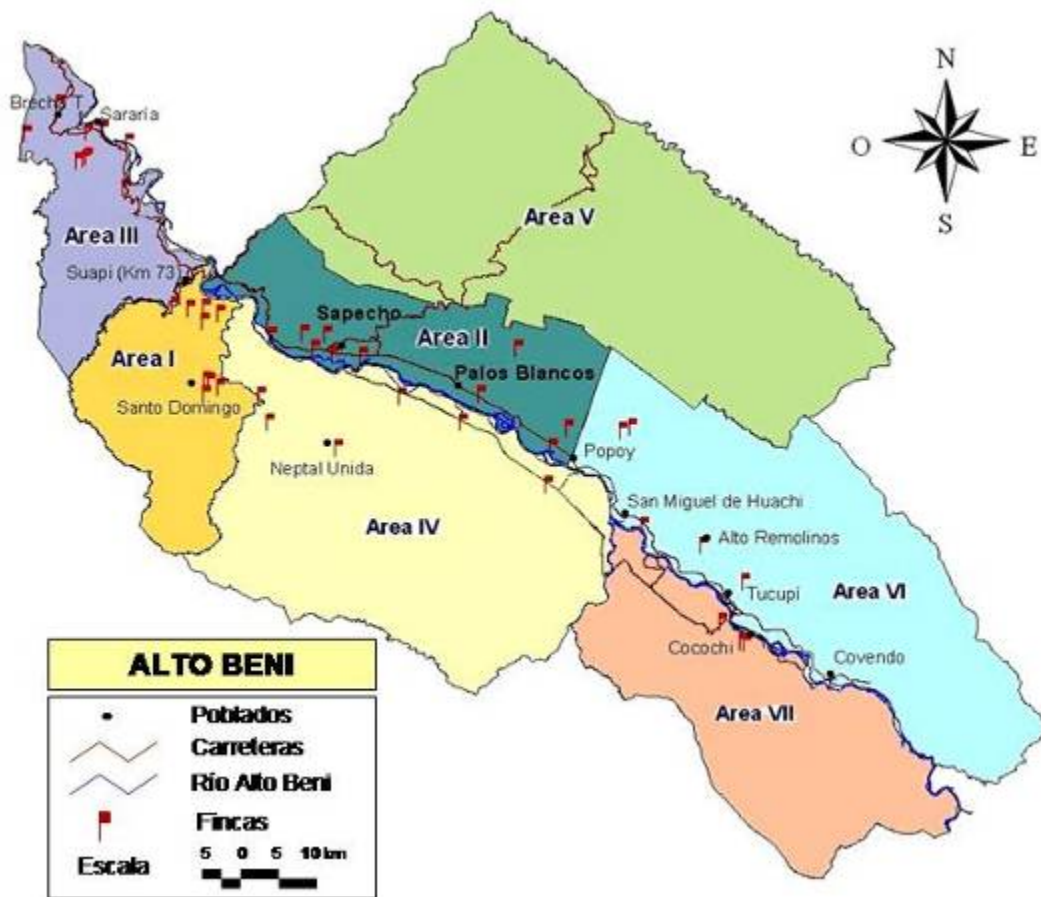 N
O
E
S
Brecha T
Sararía
Area III
Area V
Suapi (Km 73)
Sapecho
Area II
Area I
Palos Blancos
Santo Domingo
Neptal Unida
Popoy
San Miguel de Huachi
Area IV
Alto Remolinos
Tucupí
Area VI
Cocochi
Covendo
Area VII
ALTO BENI
Poblados
Carreteras
Río Alto Beni
Fincas
Escala
5 0 5 10 km